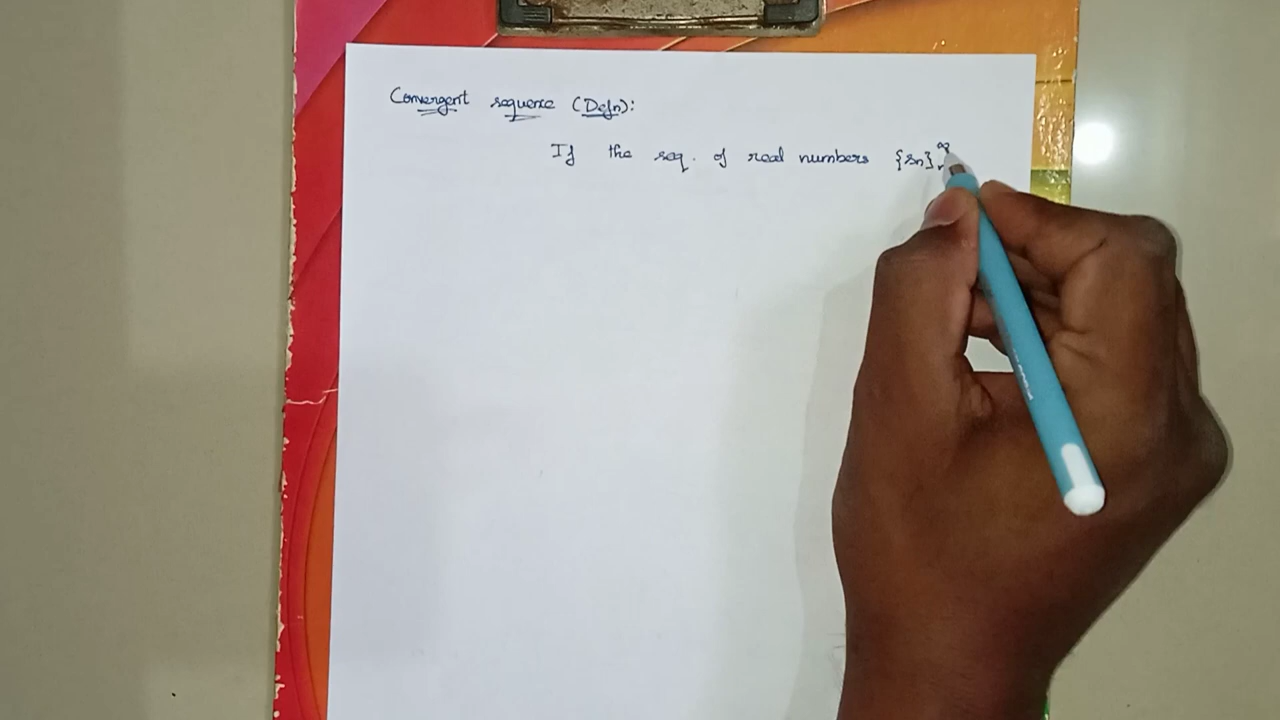 Convergent sequence (Defn):
If the seq. of real numbers {sn}∞